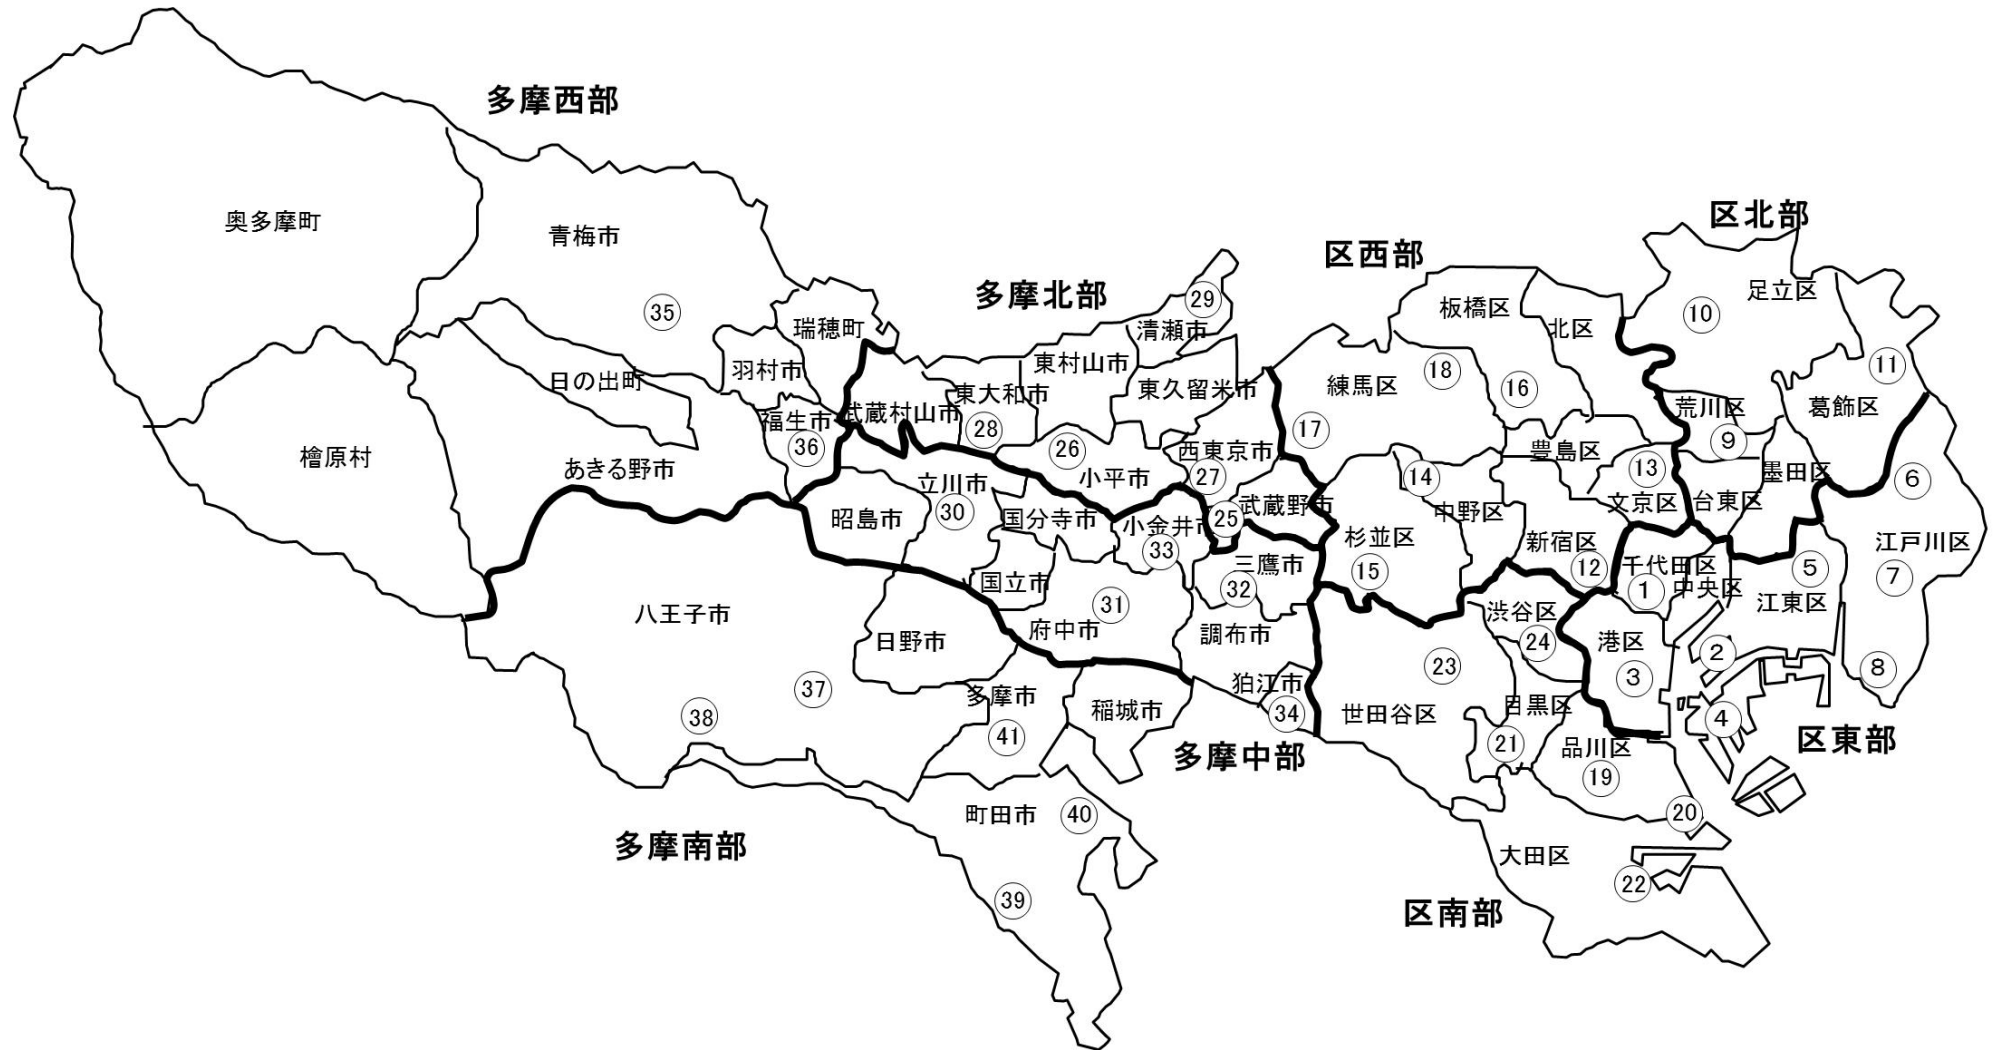 多摩西部
区北部
奥多摩町
青梅市
区西部
多摩北部
足立区
29
35
板橋区
10
瑞穂町
清瀬市
北区
東村山市
羽村市
11
18
日の出町
練馬区
東久留米市
16
東大和市
荒川区
葛飾区
武蔵村山市
福生市
28
17
9
36
26
西東京市
豊島区
檜原村
あきる野市
13
墨田区
小平市
27
14
6
立川市
武蔵野市
文京区
台東区
30
昭島市
国分寺市
小金井市
25
中野区
33
杉並区
新宿区
江戸川区
三鷹市
千代田区
12
5
15
7
国立市
中央区
32
1
江東区
31
八王子市
渋谷区
府中市
調布市
日野市
24
港区
2
23
8
狛江市
3
37
多摩市
稲城市
目黒区
38
34
世田谷区
4
41
21
品川区
区東部
多摩中部
19
町田市
40
20
多摩南部
大田区
22
39
区南部